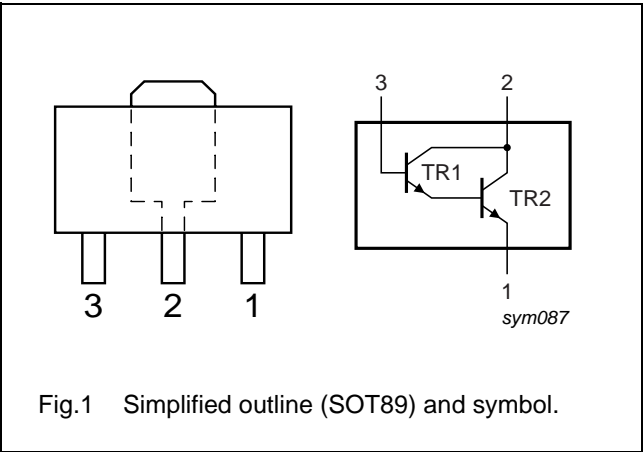 3 2
TR1
TR2
3 2 1
1
sym087
Fig.1 Simplified outline (SOT89) and symbol.